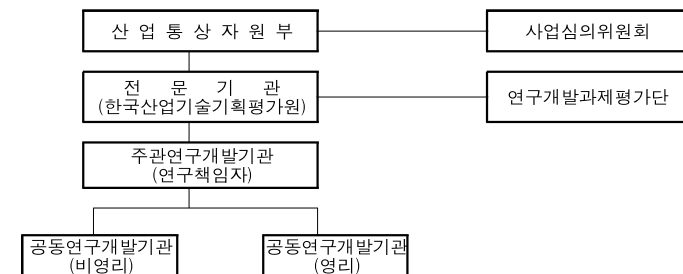 산 업 통 상 자 원 부
사업심의위원회
전 문 기 관
(한국산업기술기획평가원)
연구개발과제평가단
주관연구개발기관
(연구책임자)
공동연구개발기관
(비영리)
공동연구개발기관
(영리)